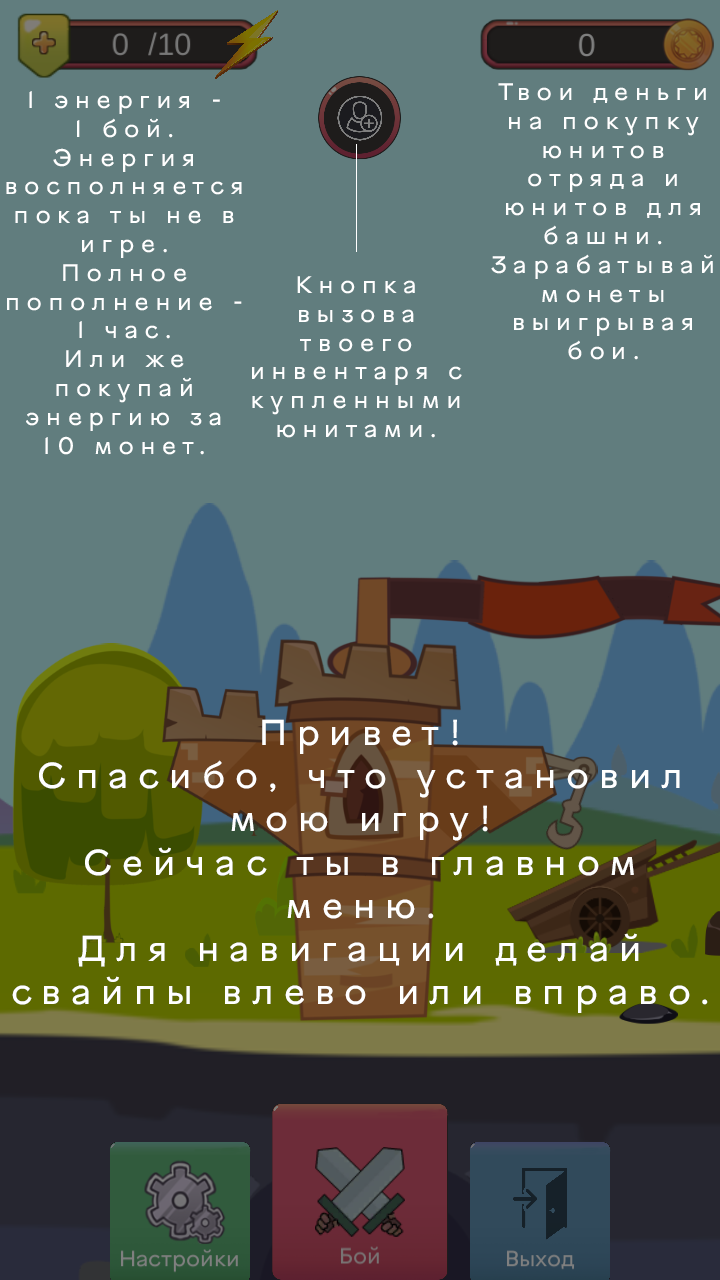 0 /10
0
1 энергия -
1 бой.
Энергия
восполняется
пока ты не в
игре.
Полное
пополнение -
1 час.
Или же
покупай
энергию за
10 монет.
Твои деньги
на покупку
юнитов
отряда и
юнитов для
башни.
Зарабатывай
монеты
выигрывая
бои.
Кнопка
вызова
твоего
инвентаря с
купленными
юнитами.
Привет!
Спасибо, что установил
мою игру!
Сейчас ты в главном
меню.
Для навигации делай
свайпы влево или вправо.
Настройки
Бой
Выход